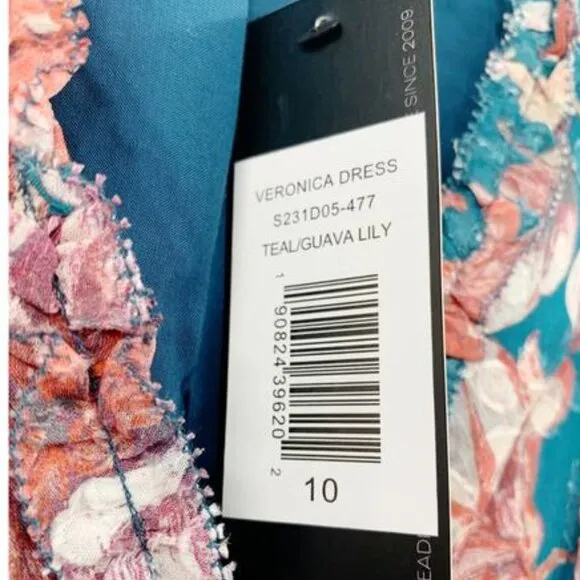 VERONICA DRESS
S231D05-477
TEAL/GUAVA LILY
1 90824 39620 2
10
SINCE 2009